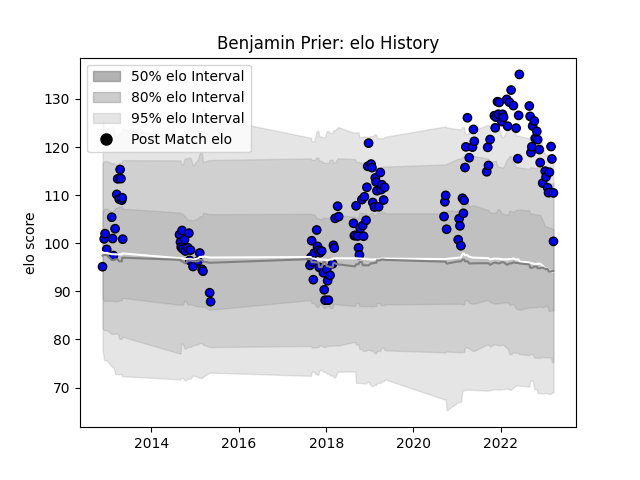 Benjamin Prier: elo History
50% elo Interval
80% elo Interval
95% elo Interval
Post Match elo
elo score
130
120
110
100
90
80
70
2014
2016
2018
2020
2022